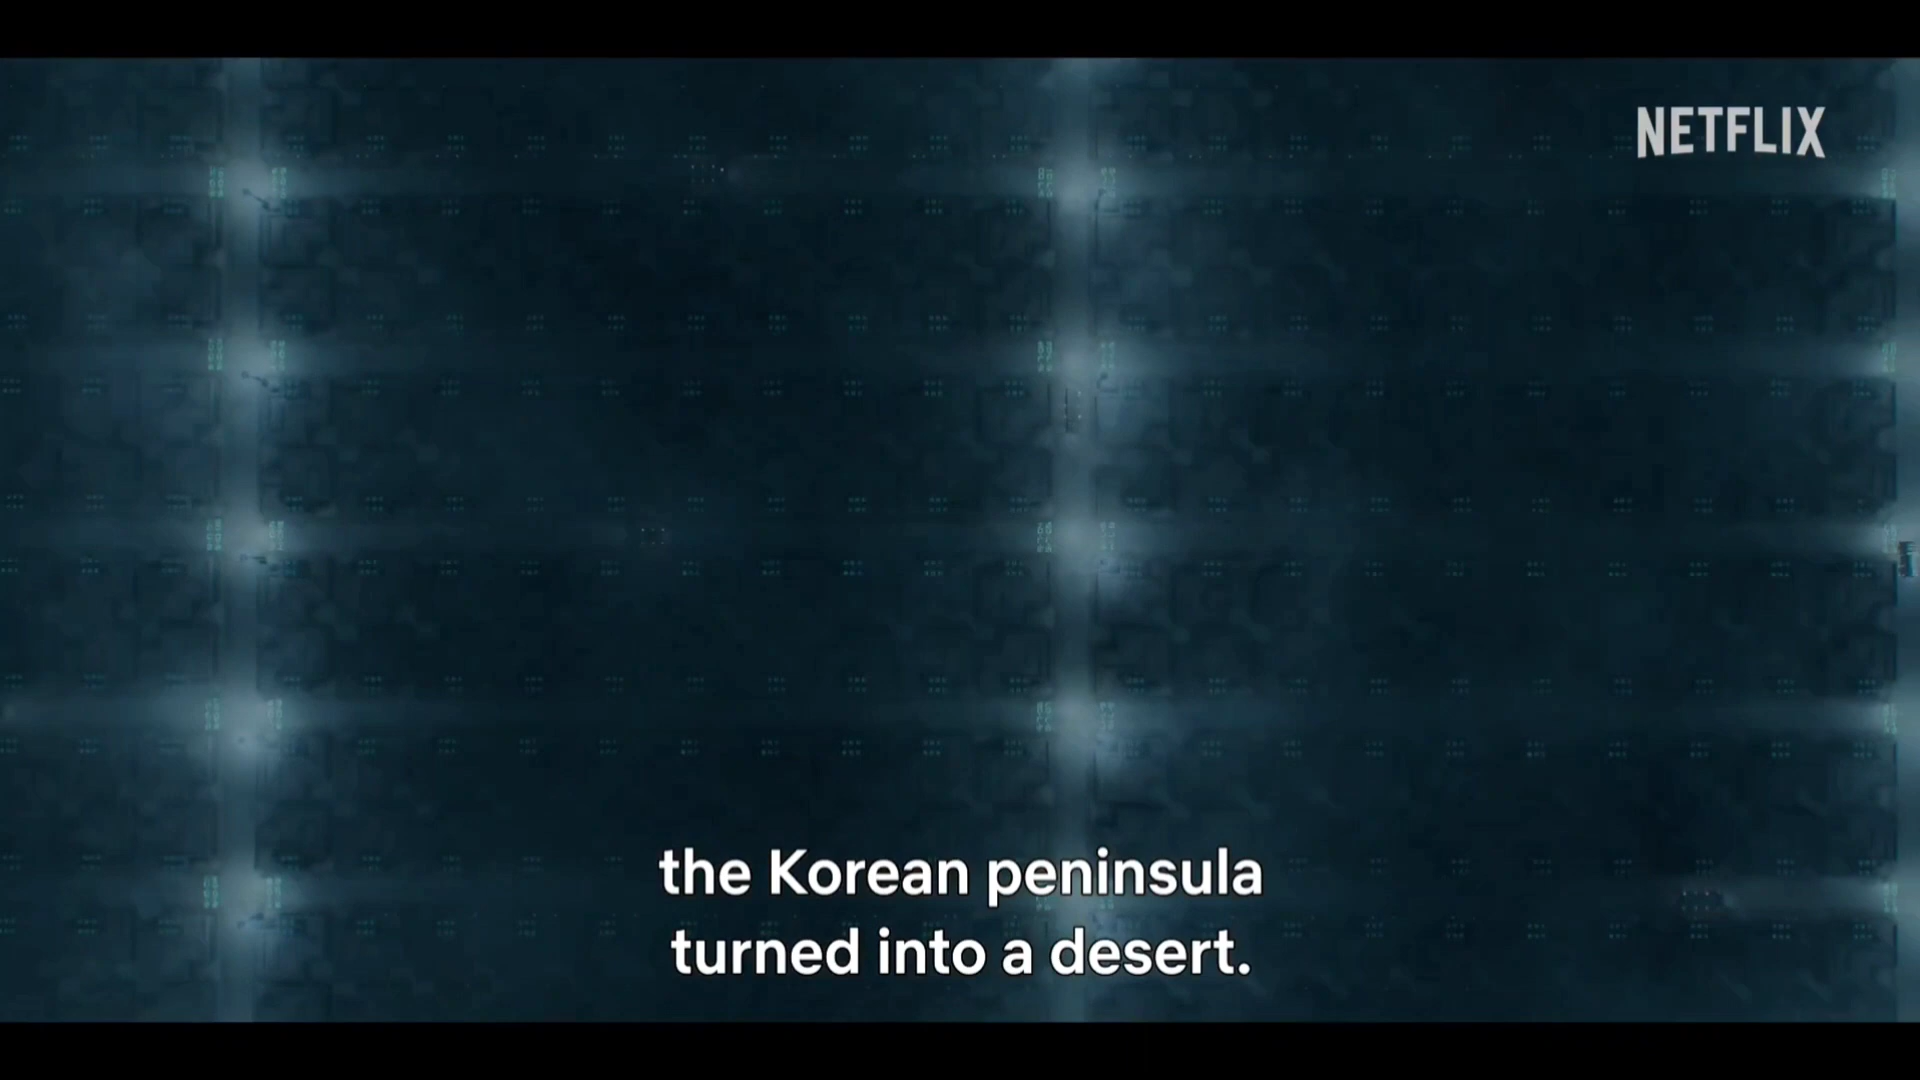 NETFLIX
the Korean peninsula
turned into a desert.